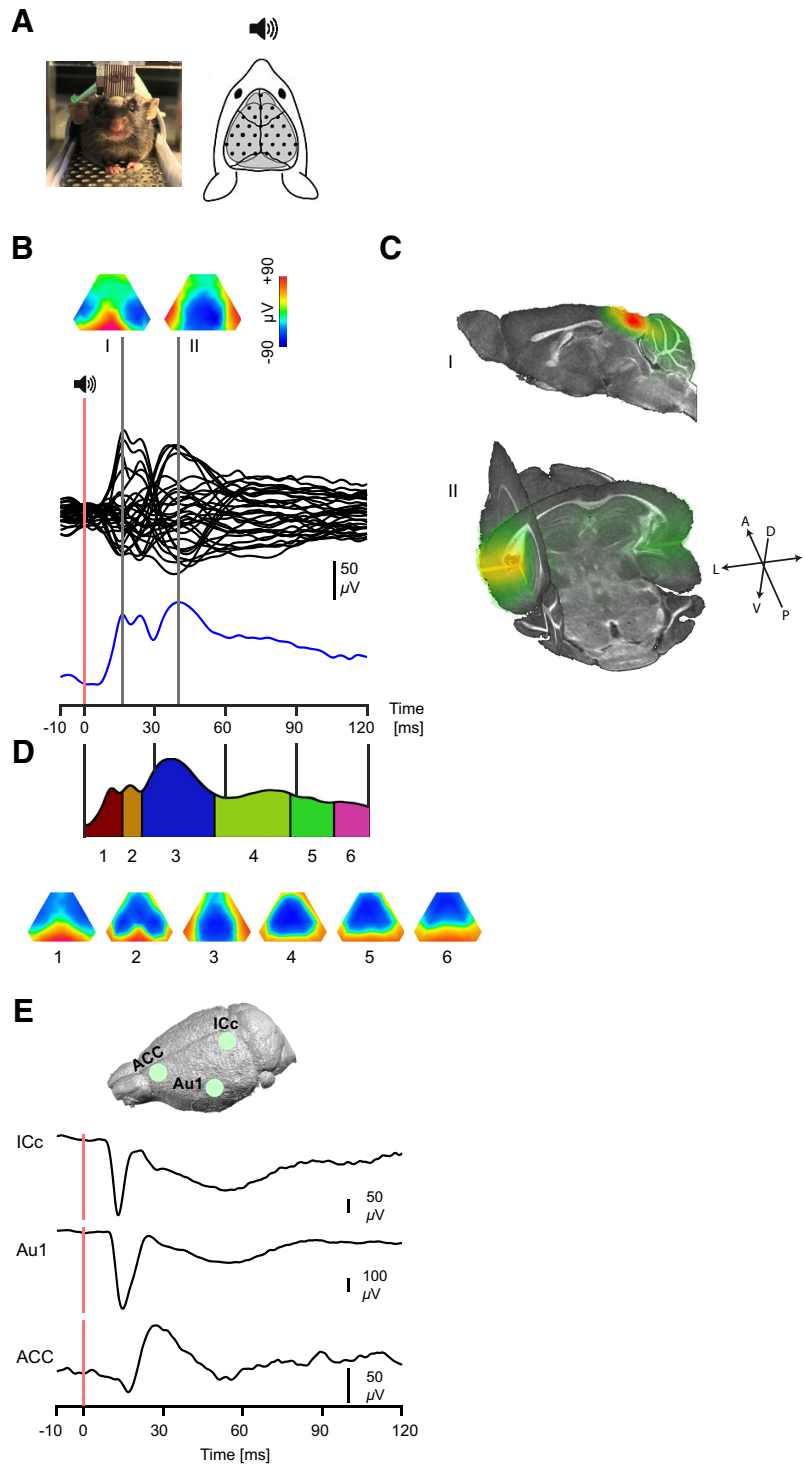 A
B
+90
µV
-90
I
II
50
µV
Time
[ms]
-10 0 30 60 90 120
C
I
II
A
D
L
V
P
D
1 2 3 4 5 6
1 2 3 4 5 6
E
ICc
ACC
Au1
ICc
50
µV
Au1
100
µV
ACC
50
µV
-10 0 30 60 90 120
Time [ms]